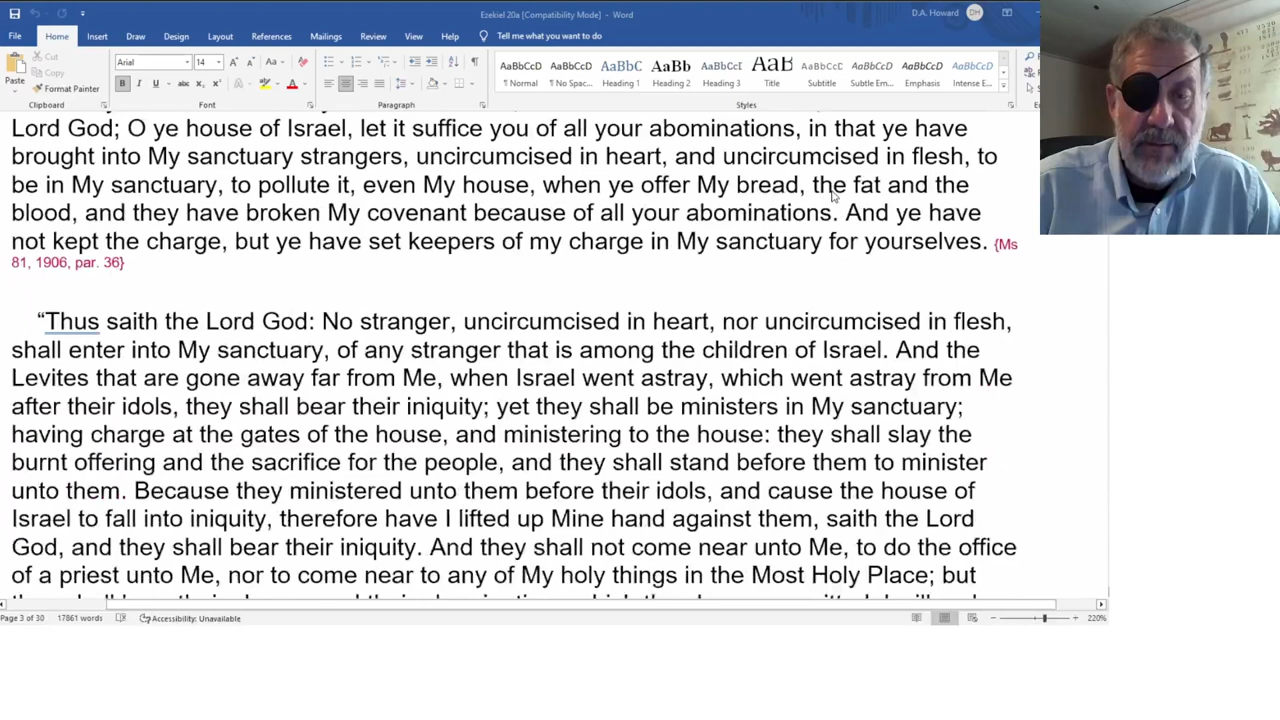 Ezekiel 20a [Compatibility Mode] - Word
D.A. Howard
DH
File Home Insert Draw Design Layout References Mailings Review View Help Tell me what you want to do
Paste
Cut
Copy
Format Painter
Clipboard
Arial 14
Font
Paragraph
AaBbCcD AaBbCcD AaBbC AaBb AaBbCcI AaBb AaBbCcD AaBbCcD AaBbCcD AaBbCcD
¶ Normal ¶ No Spac... Heading 1 Heading 2 Heading 3 Title Subtitle Subtle Em... Emphasis Intense E...
Styles
Lord God; O ye house of Israel, let it suffice you of all your abominations, in that ye have
brought into My sanctuary strangers, uncircumcised in heart, and uncircumcised in flesh, to
be in My sanctuary, to pollute it, even My house, when ye offer My bread, the fat and the
blood, and they have broken My covenant because of all your abominations. And ye have
not kept the charge, but ye have set keepers of my charge in My sanctuary for yourselves. {Ms
81, 1906, par. 36}
“Thus saith the Lord God: No stranger, uncircumcised in heart, nor uncircumcised in flesh,
shall enter into My sanctuary, of any stranger that is among the children of Israel. And the
Levites that are gone away far from Me, when Israel went astray, which went astray from Me
after their idols, they shall bear their iniquity; yet they shall be ministers in My sanctuary;
having charge at the gates of the house, and ministering to the house: they shall slay the
burnt offering and the sacrifice for the people, and they shall stand before them to minister
unto them. Because they ministered unto them before their idols, and cause the house of
Israel to fall into iniquity, therefore have I lifted up Mine hand against them, saith the Lord
God, and they shall bear their iniquity. And they shall not come near unto Me, to do the office
of a priest unto Me, nor to come near to any of My holy things in the Most Holy Place; but
Page 3 of 30 17861 words Accessibility: Unavailable 220%